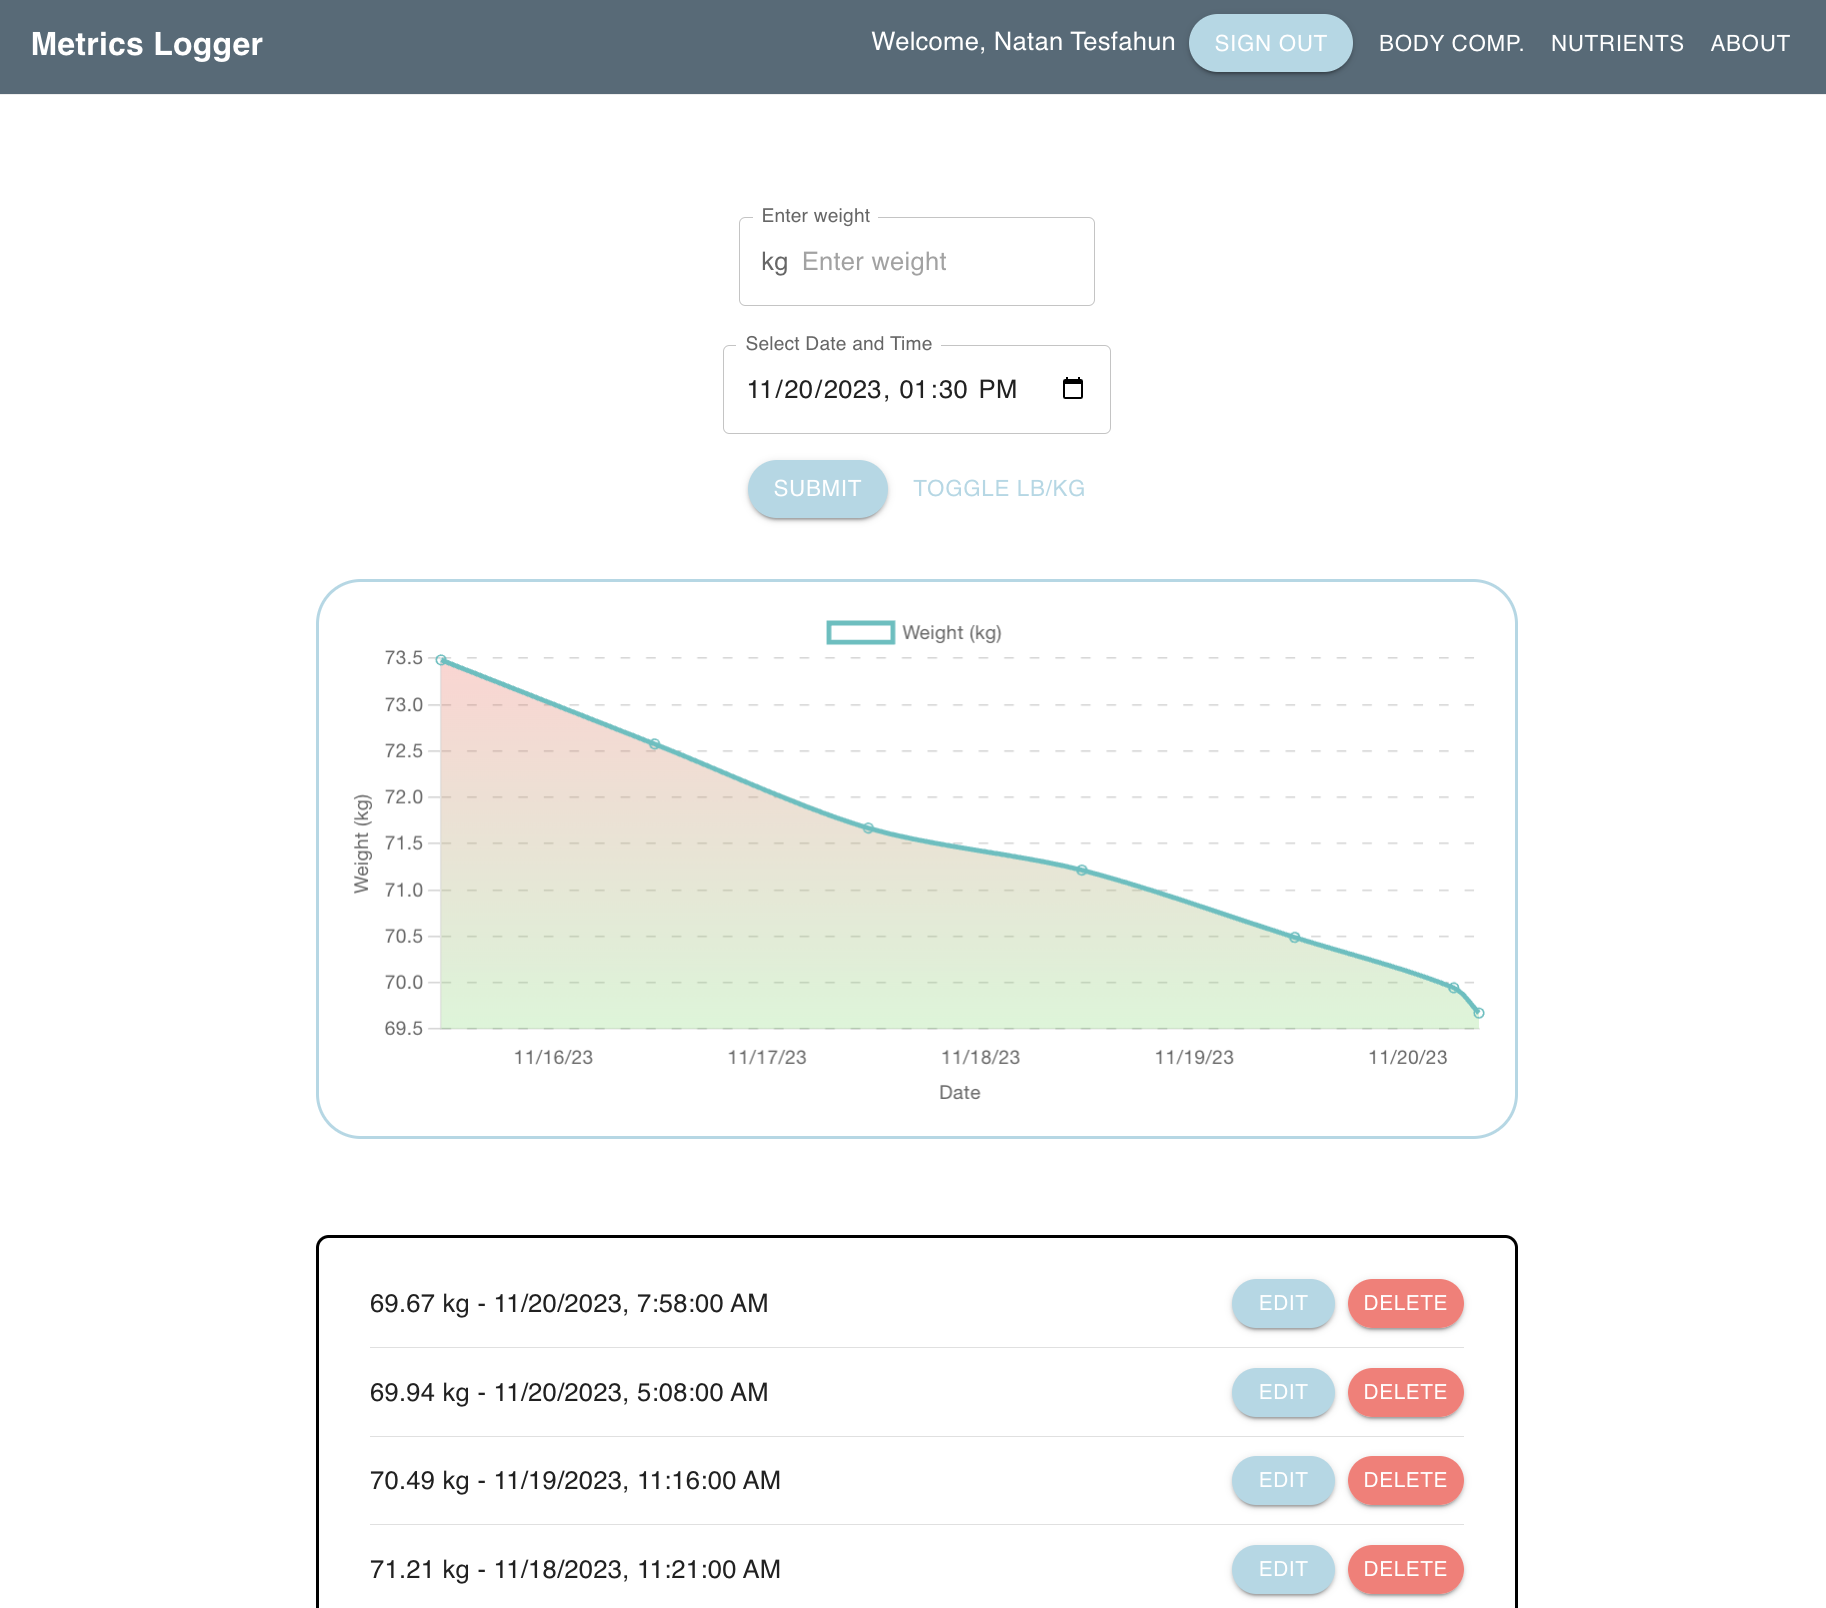 Metrics Logger
Welcome, Natan Tesfahun SIGN OUT BODY COMP. NUTRIENTS ABOUT
Enter weight
kg Enter weight
Select Date and Time
11/20/2023, 01:30 PM
SUBMIT TOGGLE LB/KG
Weight (kg)
73.5
73.0
72.5
72.0
71.5
71.0
70.5
70.0
69.5
Weight (kg)
11/16/23 11/17/23 11/18/23 11/19/23 11/20/23
Date
69.67 kg - 11/20/2023, 7:58:00 AM EDIT DELETE
69.94 kg - 11/20/2023, 5:08:00 AM EDIT DELETE
70.49 kg - 11/19/2023, 11:16:00 AM EDIT DELETE
71.21 kg - 11/18/2023, 11:21:00 AM EDIT DELETE